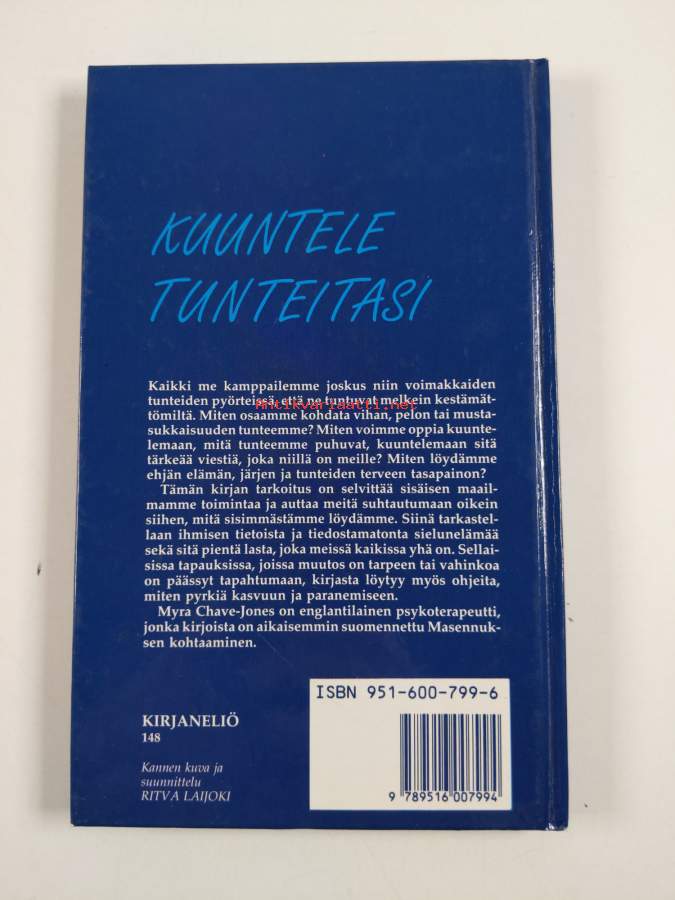 KUUNTELE
TUNTEITASI
Kaikki me kamppailemme joskus niin voimakkaiden
tunteiden pyörteissä, että ne tuntuvat melkein kestämät-
tömiltä. Miten osaamme kohdata vihan, pelon tai musta-
Antikvariaatti.net
sukkaisuuden tunteemme? Miten voimme oppia kuunte-
lemaan, mitä tunteemme puhuvat, kuuntelemaan sitä
tärkeää viestiä, joka niillä on meille? Miten löydämme
ehjän elämän, järjen ja tunteiden terveen tasapainon?
Tämän kirjan tarkoitus on selvittää sisäisen maail-
mamme toimintaa ja auttaa meitä suhtautumaan oikein
siihen, mitä sisimmästämme löydämme. Siinä tarkastel-
laan ihmisen tietoista ja tiedostamatonta sielunelämää
sekä sitä pientä lasta, joka meissä kaikissa yhä on. Sellai-
sissa tapauksissa, joissa muutos on tarpeen tai vahinkoa
on päässyt tapahtumaan, kirjasta löytyy myös ohjeita,
miten pyrkiä kasvuun ja paranemiseen.
Myra Chave-Jones on englantilainen psykoterapeutti,
jonka kirjoista on aikaisemmin suomennettu Masennuk-
sen kohtaaminen.
ISBN 951-600-799-6
KIRJANELIÖ
148
Kannen kuva ja
suunnittelu
RITVA LAIJOKI
9 789516 007994